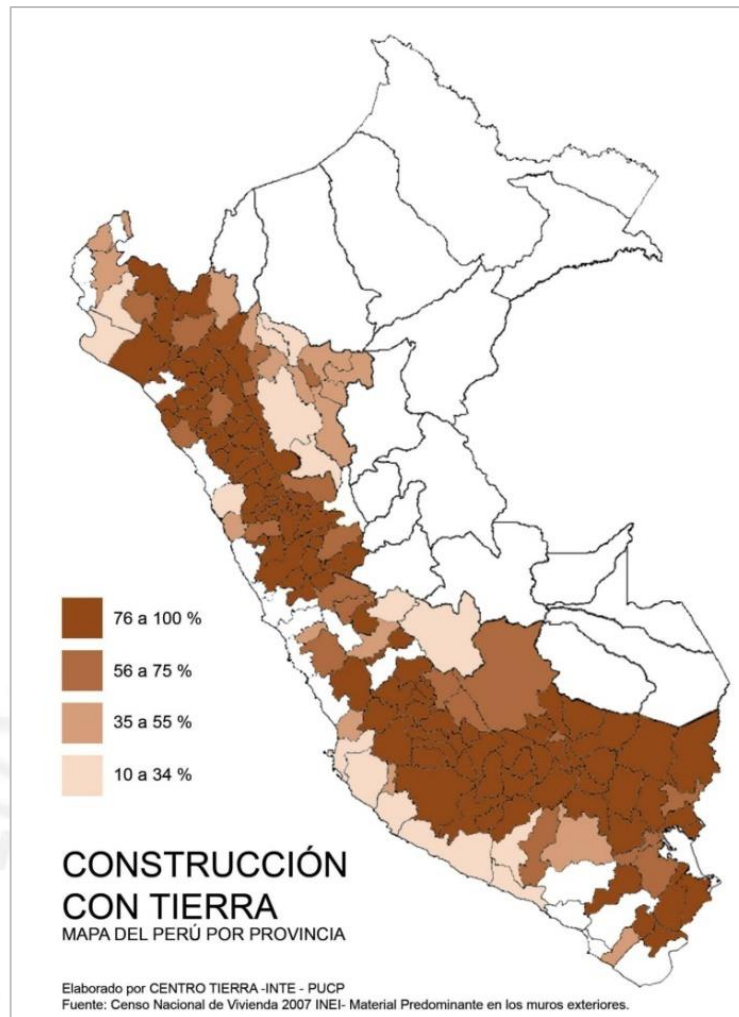 76 a 100 %
56 a 75 %
35 a 55 %
10 a 34 %
CONSTRUCCIÓN
CON TIERRA
MAPA DEL PERÚ POR PROVINCIA
Elaborado por CENTRO TIERRA -INTE - PUCP
Fuente: Censo Nacional de Vivienda 2007 INEI- Material Predominante en los muros exteriores.